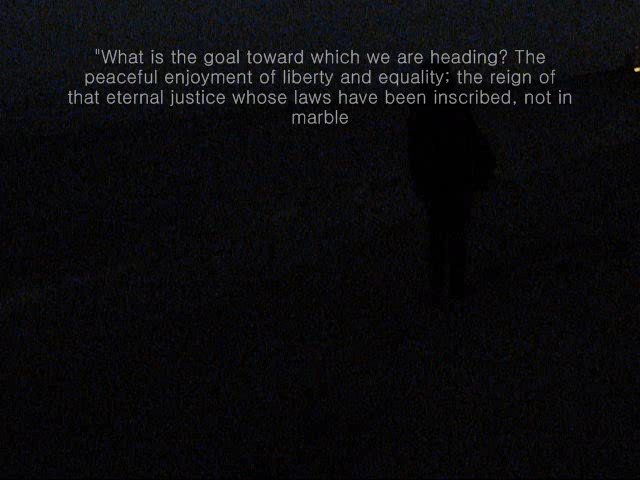 "What is the goal toward which we are heading? The
peaceful enjoyment of liberty and equality; the reign of
that eternal justice whose laws have been inscribed, not in
marble